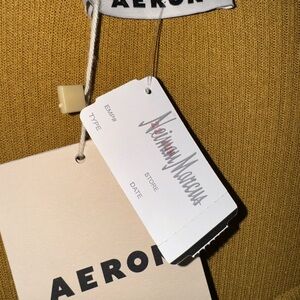 AERON
EMP#
TYPE
Neiman Marcus
STORE
DATE
AERON